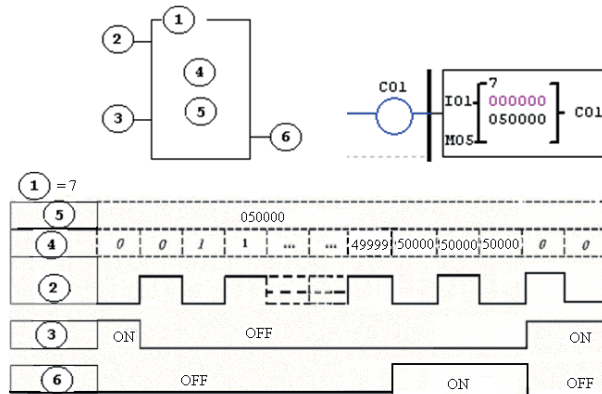 1
2
4
3
5
6
C01
I01
7
000000
050000
C01
M05
1 = 7
5 050000
4 0 0 1 1 ... ... 49999 50000 50000 50000 0 0
2
3 ON OFF ON
6 OFF ON OFF